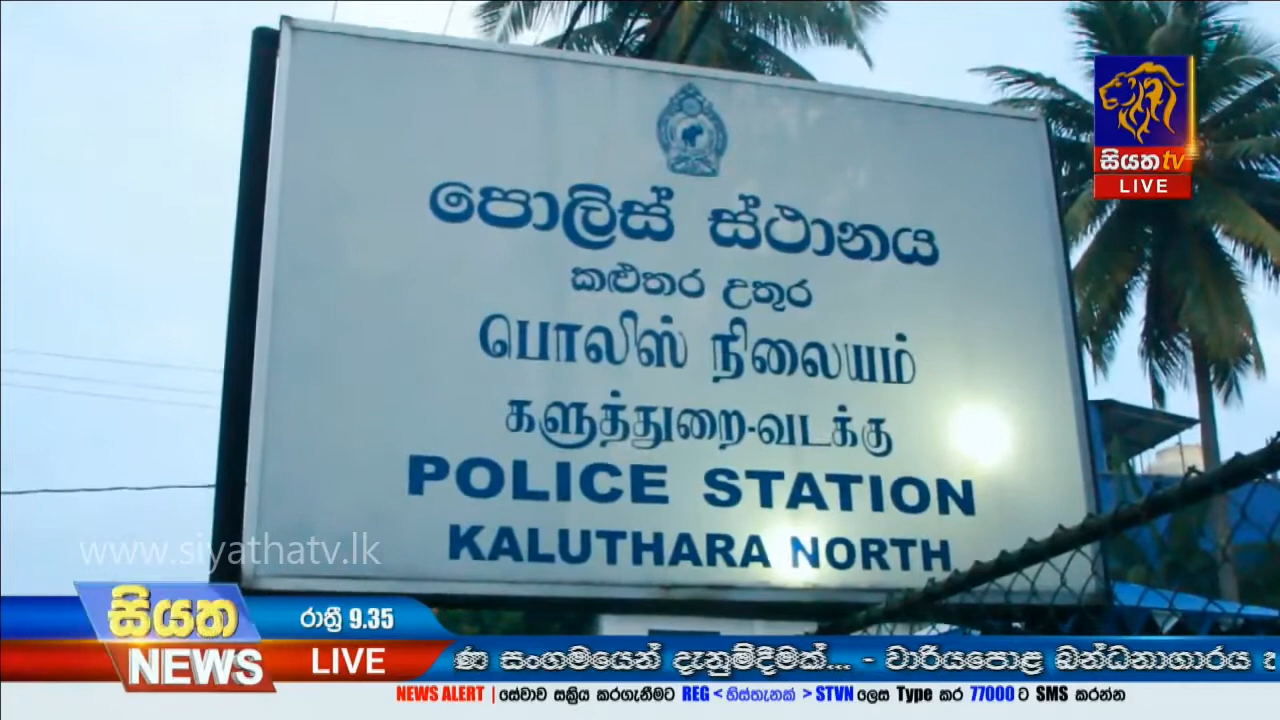 සියත tv
LIVE
පොලිස් ස්ථානය
කළුතර උතුර
பொலிஸ் நிலையம்
களுத்துறை-வடக்கு
POLICE STATION
KALUTHARA NORTH
www.siyathatv.lk
සියත
NEWS
රාත්‍රී 9.35
LIVE
ණ සංගමයෙන් දැනුම්දීමක්... - වාරියපොළ බන්ධනාගාරය
NEWS ALERT | සේවාව සක්‍රිය කරගැනීමට REG < හිස්තැනක් > STVN ලෙස Type කර 77000 ට SMS කරන්න